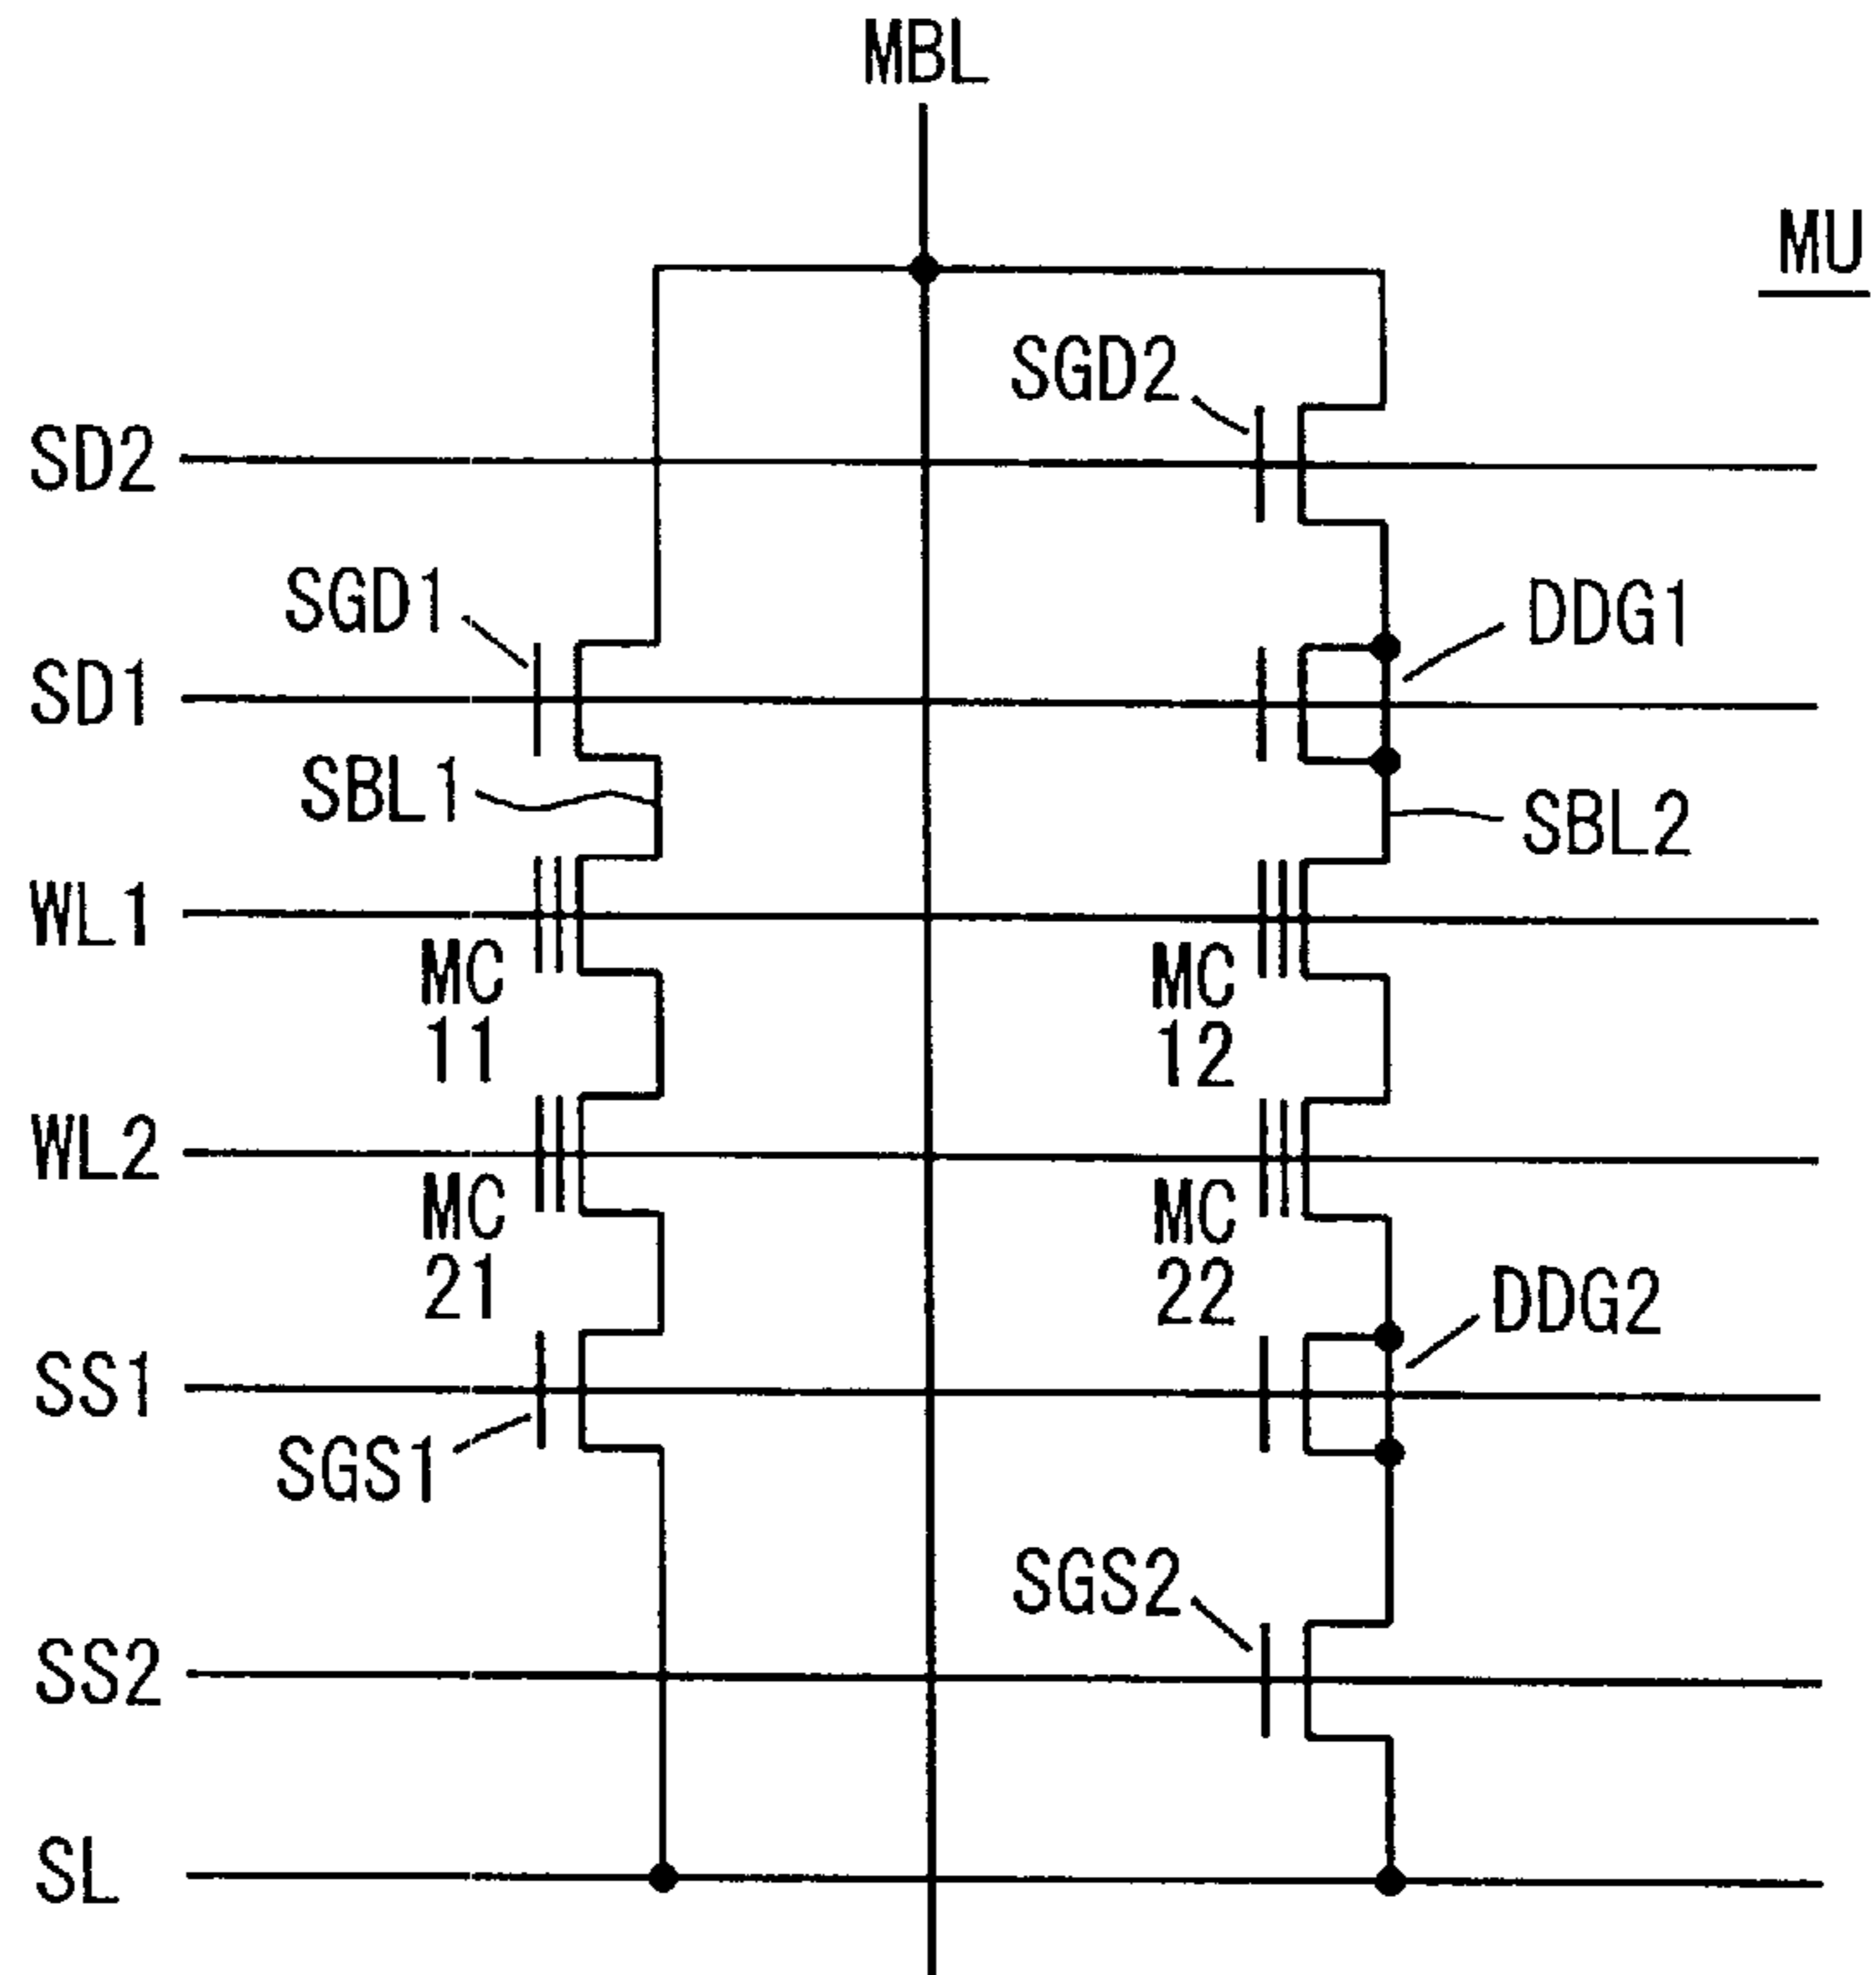 MBL
MU
SGD2
SD2
SGD1
DDG1
SD1
SBL1
SBL2
WL1
MC
11
MC
12
WL2
MC
21
MC
22
DDG2
SS1
SGS1
SGS2
SS2
SL